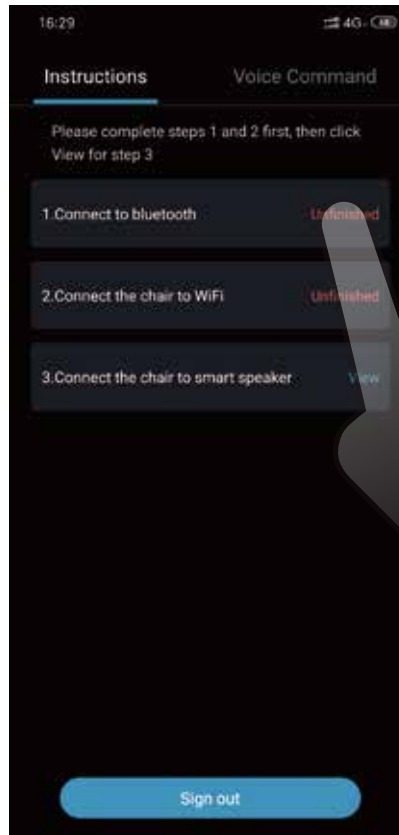 16:29
4G
Instructions
Voice Command
Please complete steps 1 and 2 first, then click
View for step 3
1.Connect to bluetooth
Unfinished
2.Connect the chair to WiFi
Unfinished
3.Connect the chair to smart speaker
View
Sign out